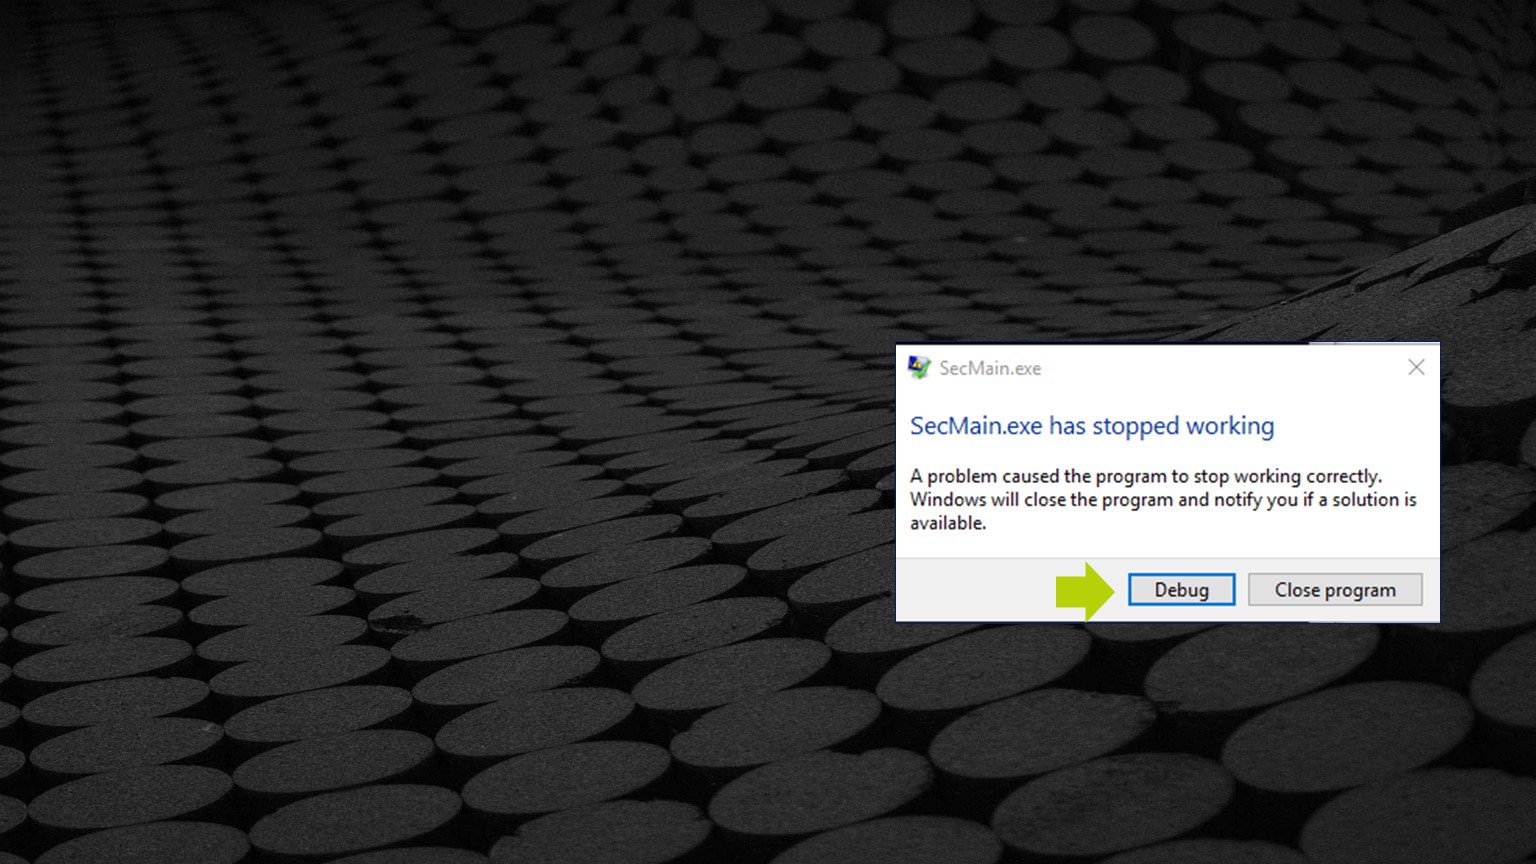 SecMain.exe
SecMain.exe has stopped working
A problem caused the program to stop working correctly.
Windows will close the program and notify you if a solution is
available.
Debug
Close program